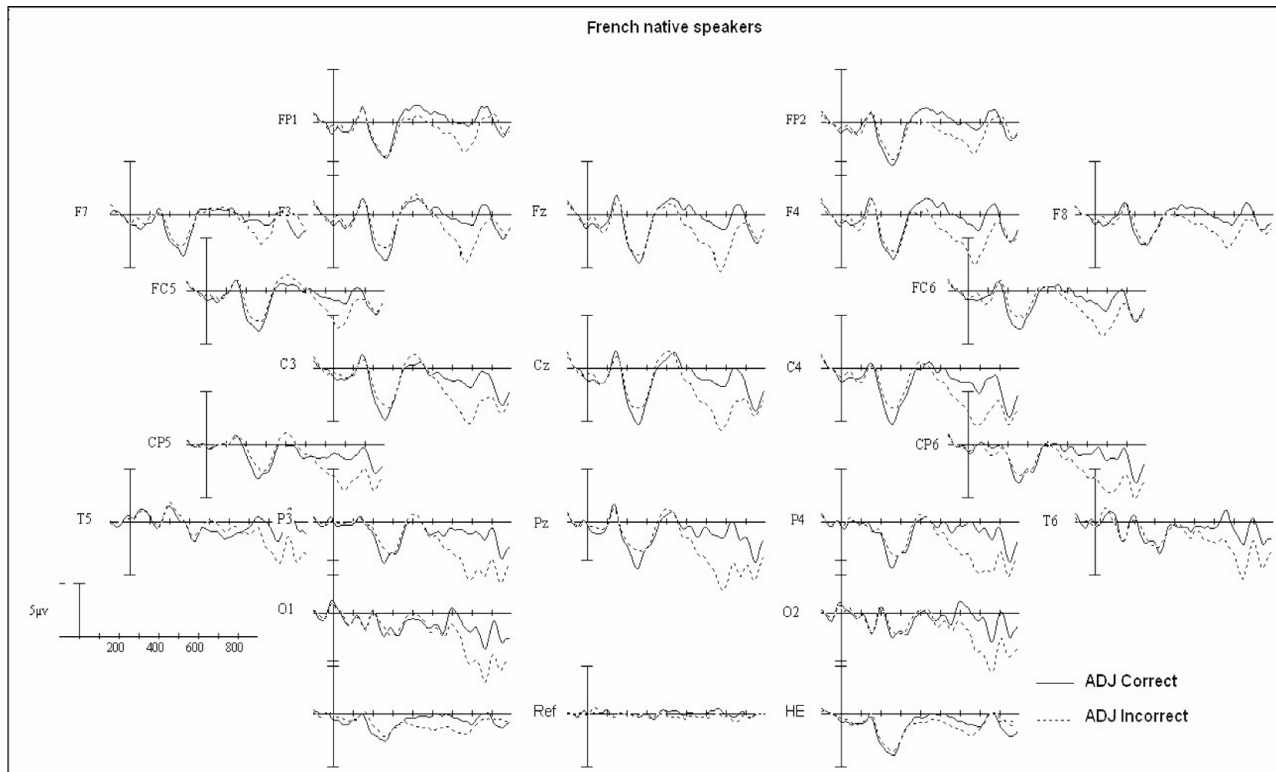 French native speakers
FP1
FP2
F7
F3
Fz
F4
F8
FC5
FC6
C3
Cz
C4
CP5
CP6
T5
P3
Pz
P4
T6
O1
O2
5µv
200 400 600 800
Ref
HE
ADJ Correct
ADJ Incorrect